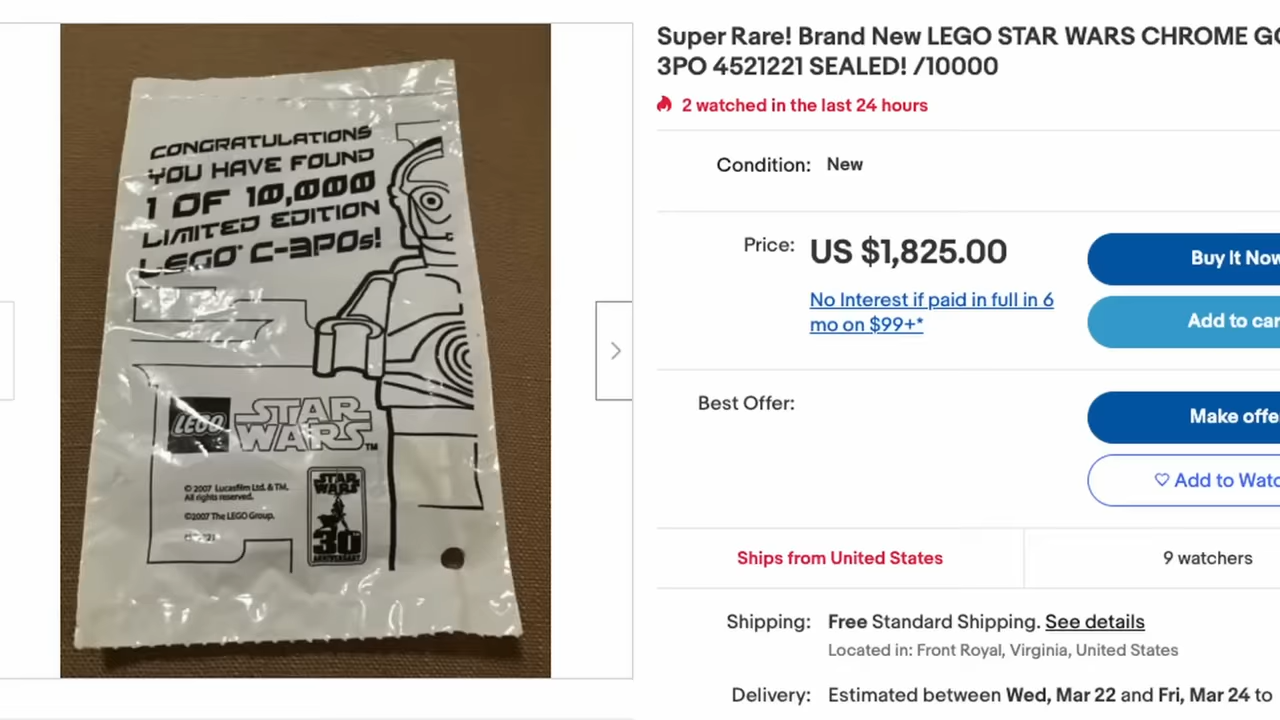 CONGRATULATIONS
YOU HAVE FOUND
1 OF 10,000
LIMITED EDITION
LEGO® C-3POs!
LEGO STAR WARS™
© 2007 Lucasfilm Ltd. & TM.
All rights reserved.
©2007 The LEGO Group.
STAR WARS
30
ANNIVERSARY
Super Rare! Brand New LEGO STAR WARS CHROME GO
3PO 4521221 SEALED! /10000
2 watched in the last 24 hours
Condition: New
Price: US $1,825.00
Buy It Now
No Interest if paid in full in 6
mo on $99+*
Add to car
Best Offer:
Make offe
Add to Watc
Ships from United States
9 watchers
Shipping: Free Standard Shipping. See details
Located in: Front Royal, Virginia, United States
Delivery: Estimated between Wed, Mar 22 and Fri, Mar 24 to